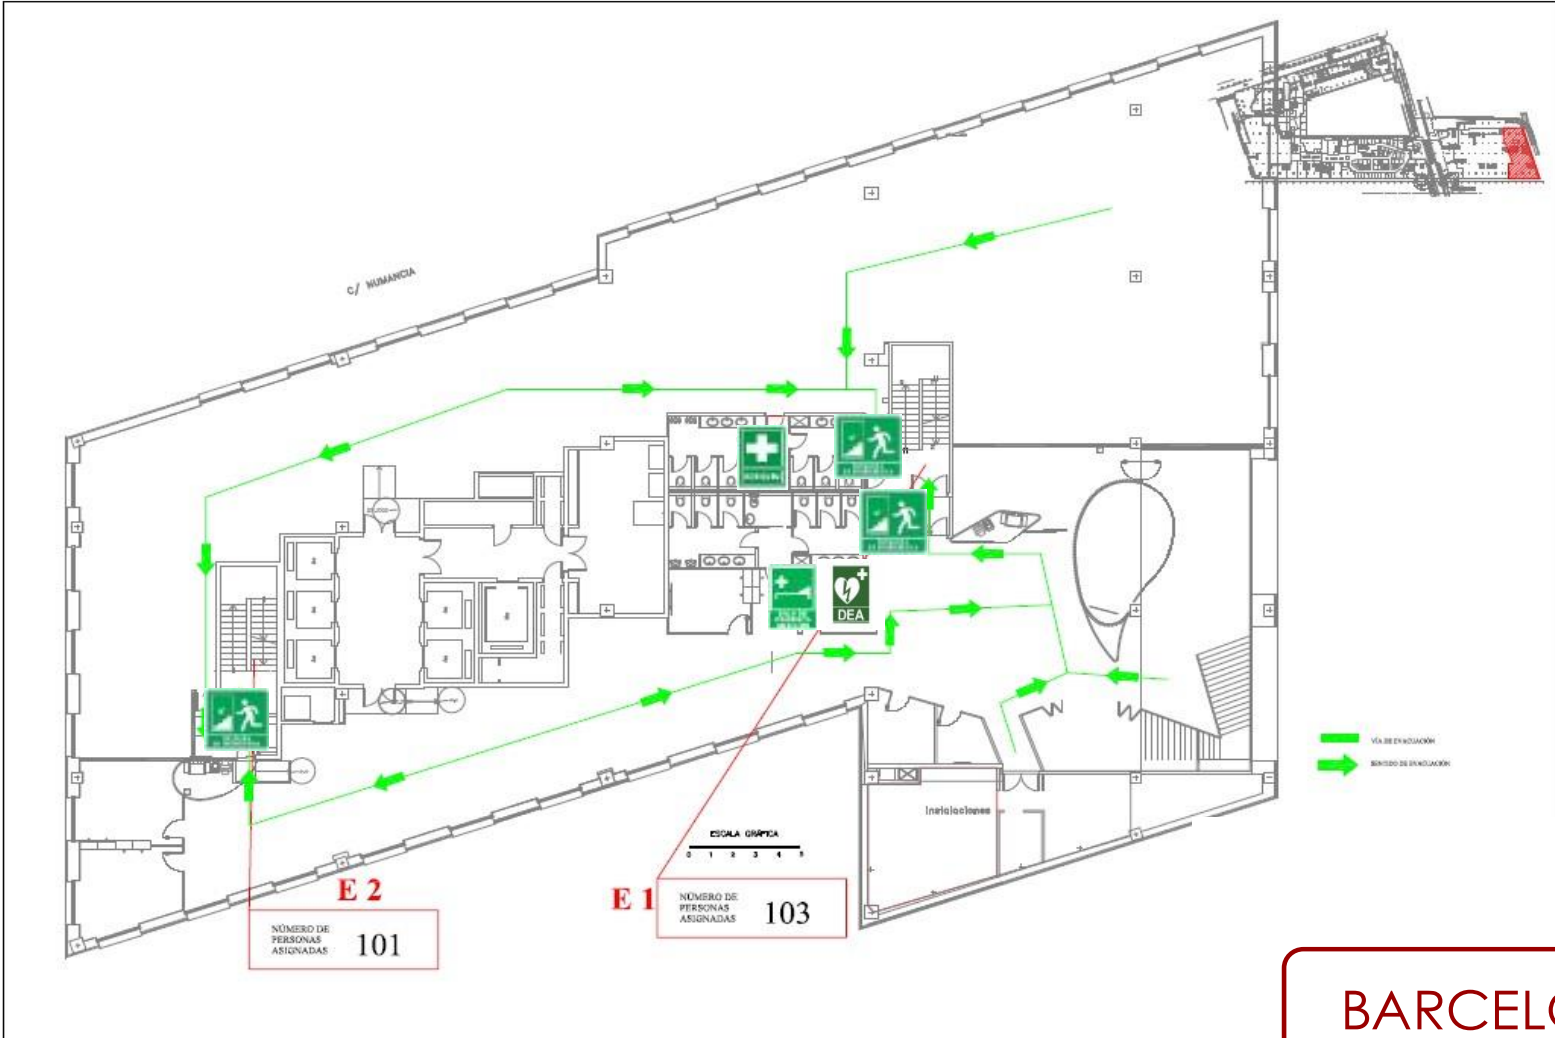 C/ NUMANCIA
DEA
VÍA DE EVACUACIÓN
SENTIDO DE EVACUACIÓN
Instalaciones
ESCALA GRÁFICA
0 1 2 3 4 5
E 2
NÚMERO DE
PERSONAS
ASIGNADAS
101
E 1
NÚMERO DE
PERSONAS
ASIGNADAS
103
BARCELO